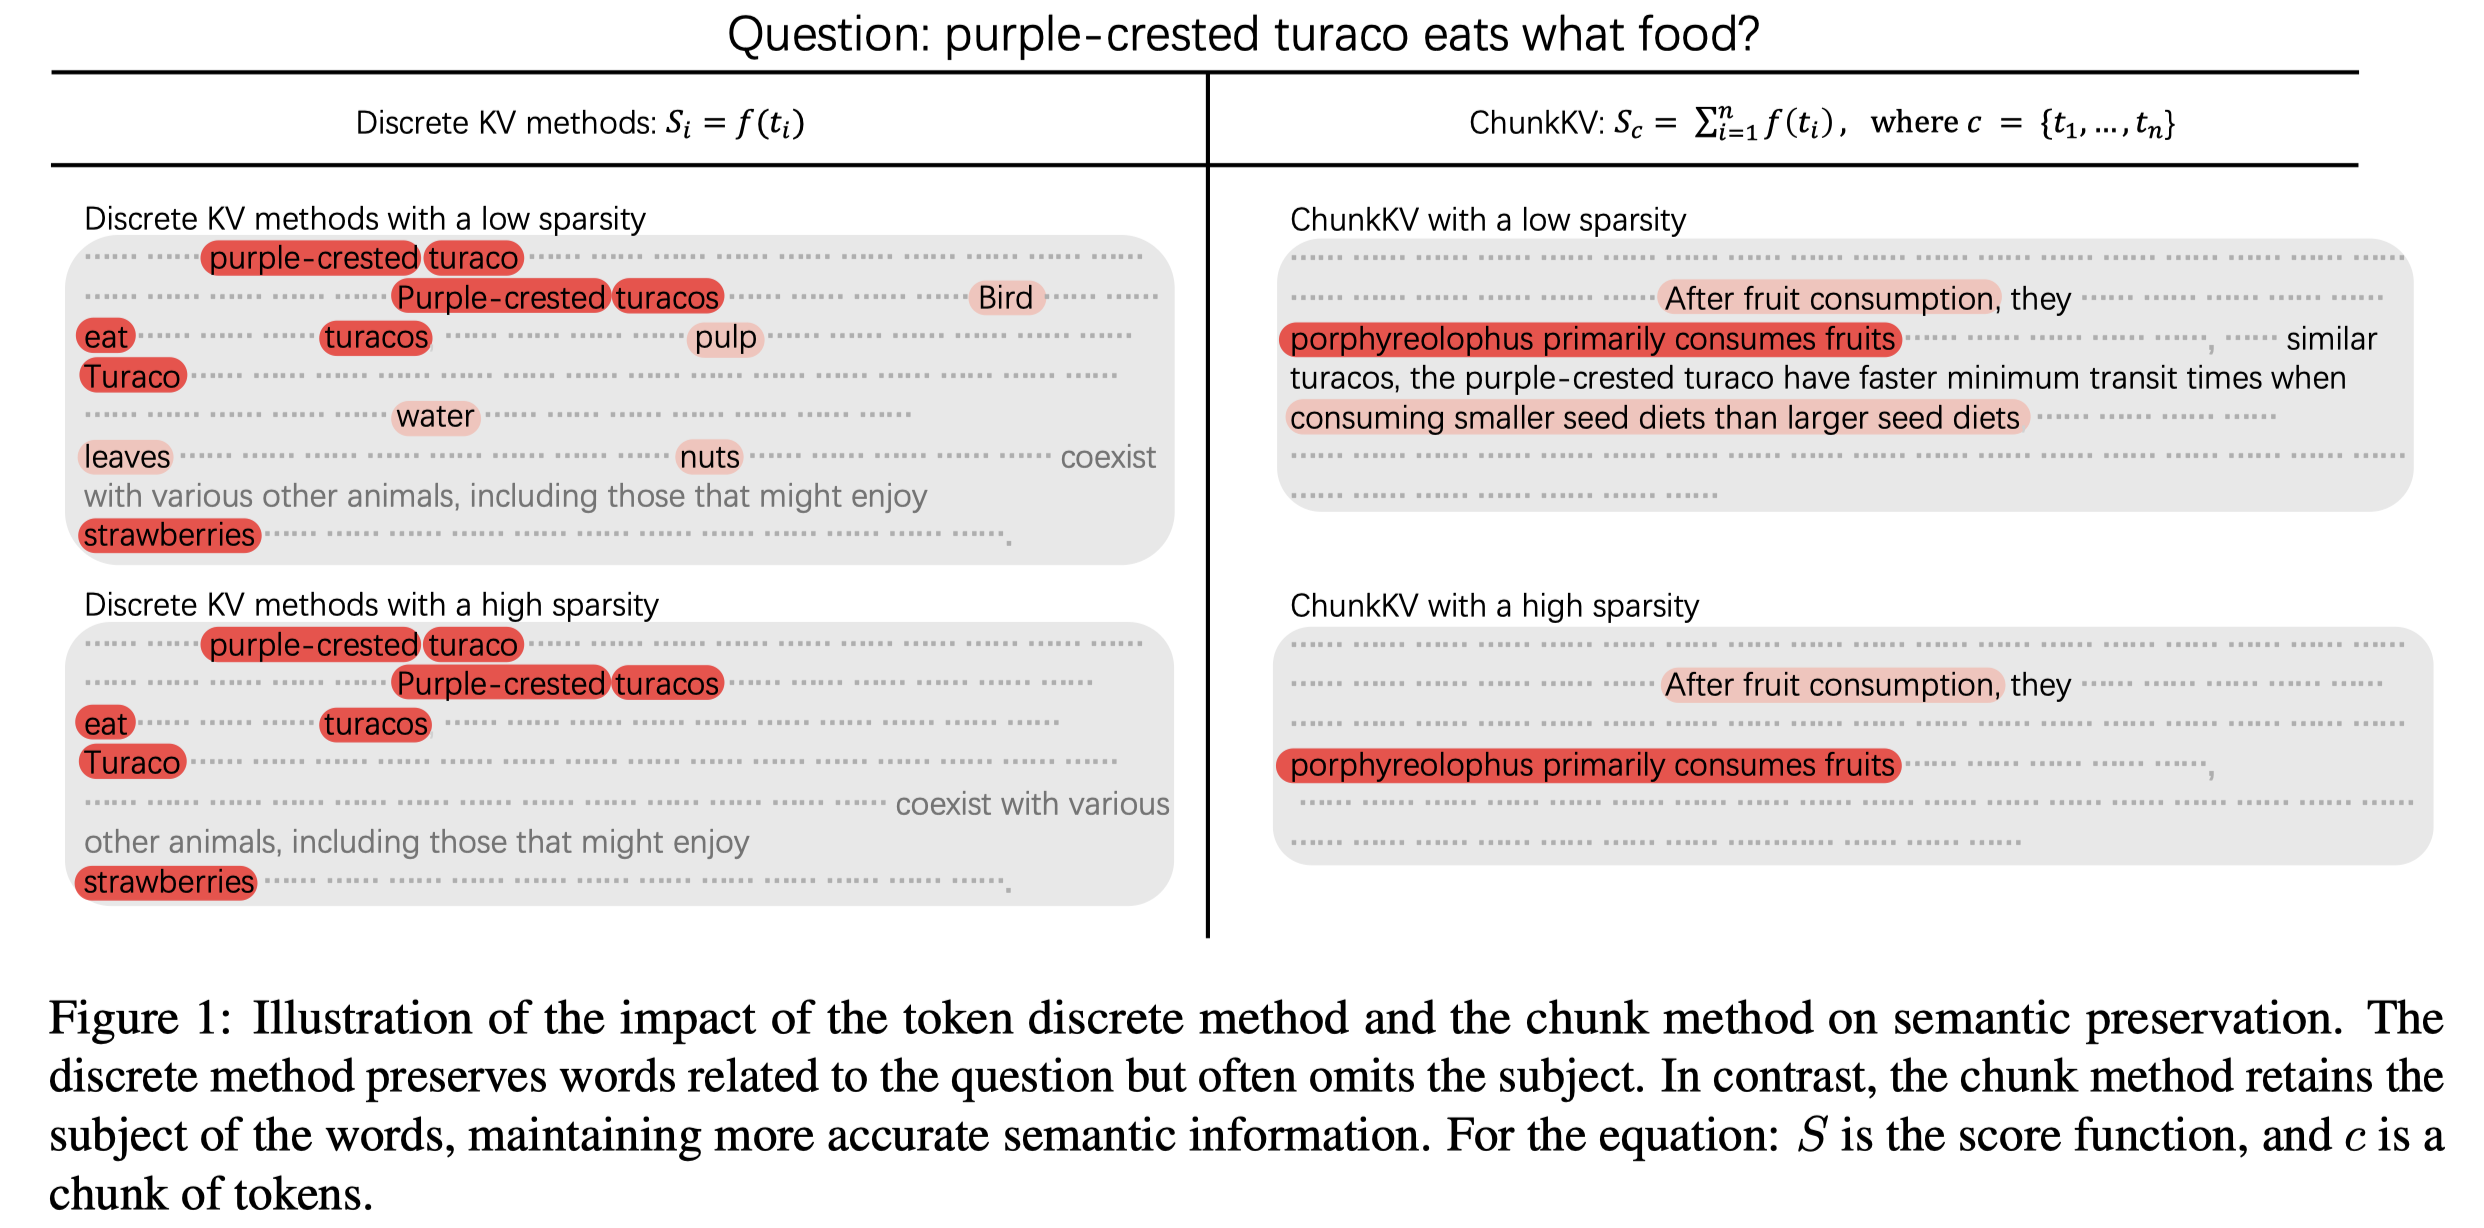 Question: purple-crested turaco eats what food?
Discrete KV methods: S_i = f(t_i)
ChunkKV: S_c = ∑_{i=1}^{n} f(t_i), where c = {t_1, ..., t_n}
Discrete KV methods with a low sparsity
purple-crested turaco
Purple-crested turacos Bird
eat turacos pulp
Turaco
water
leaves nuts coexist
with various other animals, including those that might enjoy
strawberries .
Discrete KV methods with a high sparsity
purple-crested turaco
Purple-crested turacos
eat turacos
Turaco
coexist with various
other animals, including those that might enjoy
strawberries .
ChunkKV with a low sparsity
After fruit consumption, they
porphyreolophus primarily consumes fruits , similar
turacos, the purple-crested turaco have faster minimum transit times when
consuming smaller seed diets than larger seed diets
ChunkKV with a high sparsity
After fruit consumption, they
porphyreolophus primarily consumes fruits ,
Figure 1: Illustration of the impact of the token discrete method and the chunk method on semantic preservation. The
discrete method preserves words related to the question but often omits the subject. In contrast, the chunk method retains the
subject of the words, maintaining more accurate semantic information. For the equation: S is the score function, and c is a
chunk of tokens.